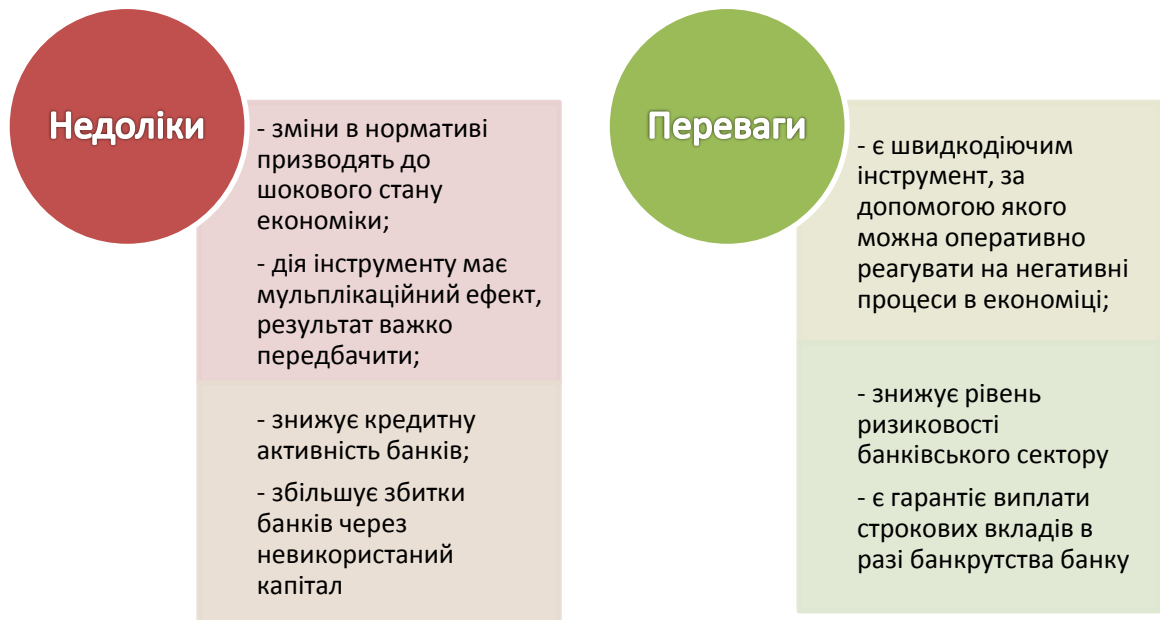 Недоліки
- зміни в нормативі
призводять до
шокового стану
економіки;
- дія інструменту має
мульплікаційний ефект,
результат важко
передбачити;
- знижує кредитну
активність банків;
- збільшує збитки
банків через
невикористаний
капітал
Переваги
- є швидкодіючим
інструмент, за
допомогою якого
можна оперативно
реагувати на негативні
процеси в економіці;
- знижує рівень
ризиковості
банківського сектору
- є гарантіє виплати
строкових вкладів в
разі банкрутства банку